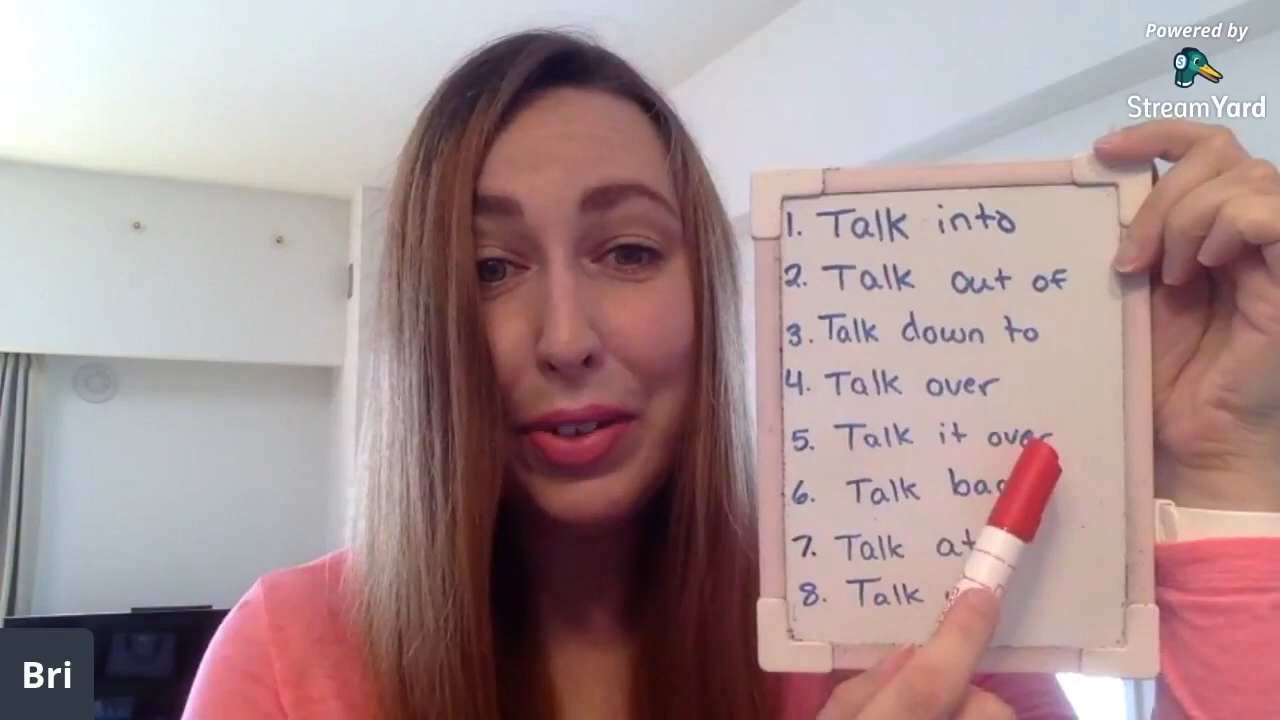 Powered by
StreamYard
1. Talk into
2. Talk out of
3. Talk down to
4. Talk over
5. Talk it over
6. Talk
7. Talk at
8. Talk
Bri